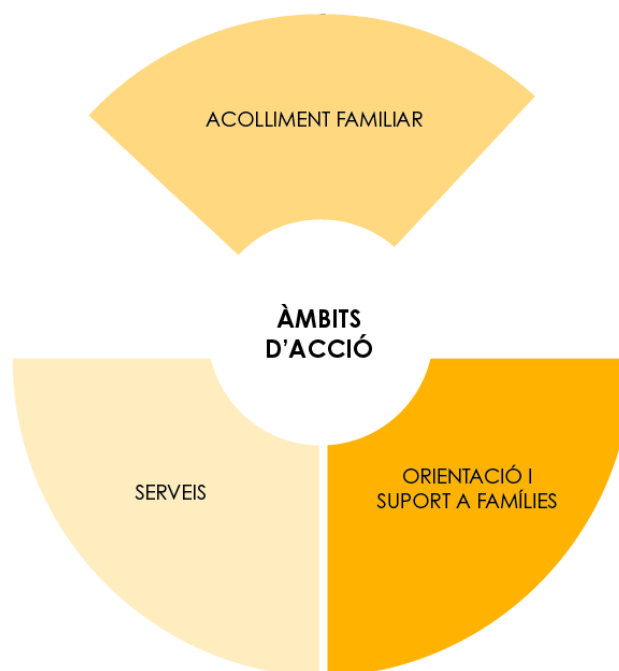 ACOLLIMENT FAMILIAR
ÀMBITS
D'ACCIÓ
SERVEIS
ORIENTACIÓ I
SUPORT A FAMÍLIES